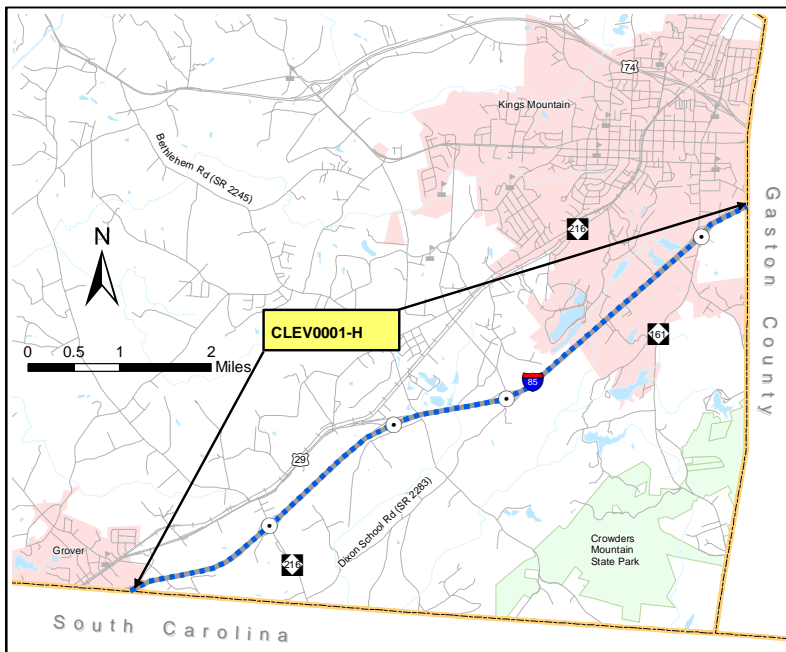 74
Kings Mountain
Bethlehem Rd (SR 2245)
Gaston County
216
N
CLEV0001-H
161
0 0.5 1 2
Miles
85
29
Dixon School Rd (SR 2283)
Crowders
Mountain
State Park
Grover
216
South Carolina